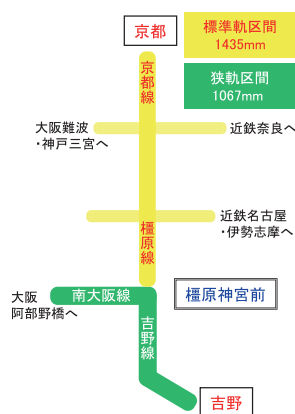 京都
標準軌区間
1435mm
狭軌区間
1067mm
京都線
大阪難波
・神戸三宮へ
近鉄奈良へ
橿原線
近鉄名古屋
・伊勢志摩へ
大阪
阿部野橋へ
南大阪線
橿原神宮前
吉野線
吉野